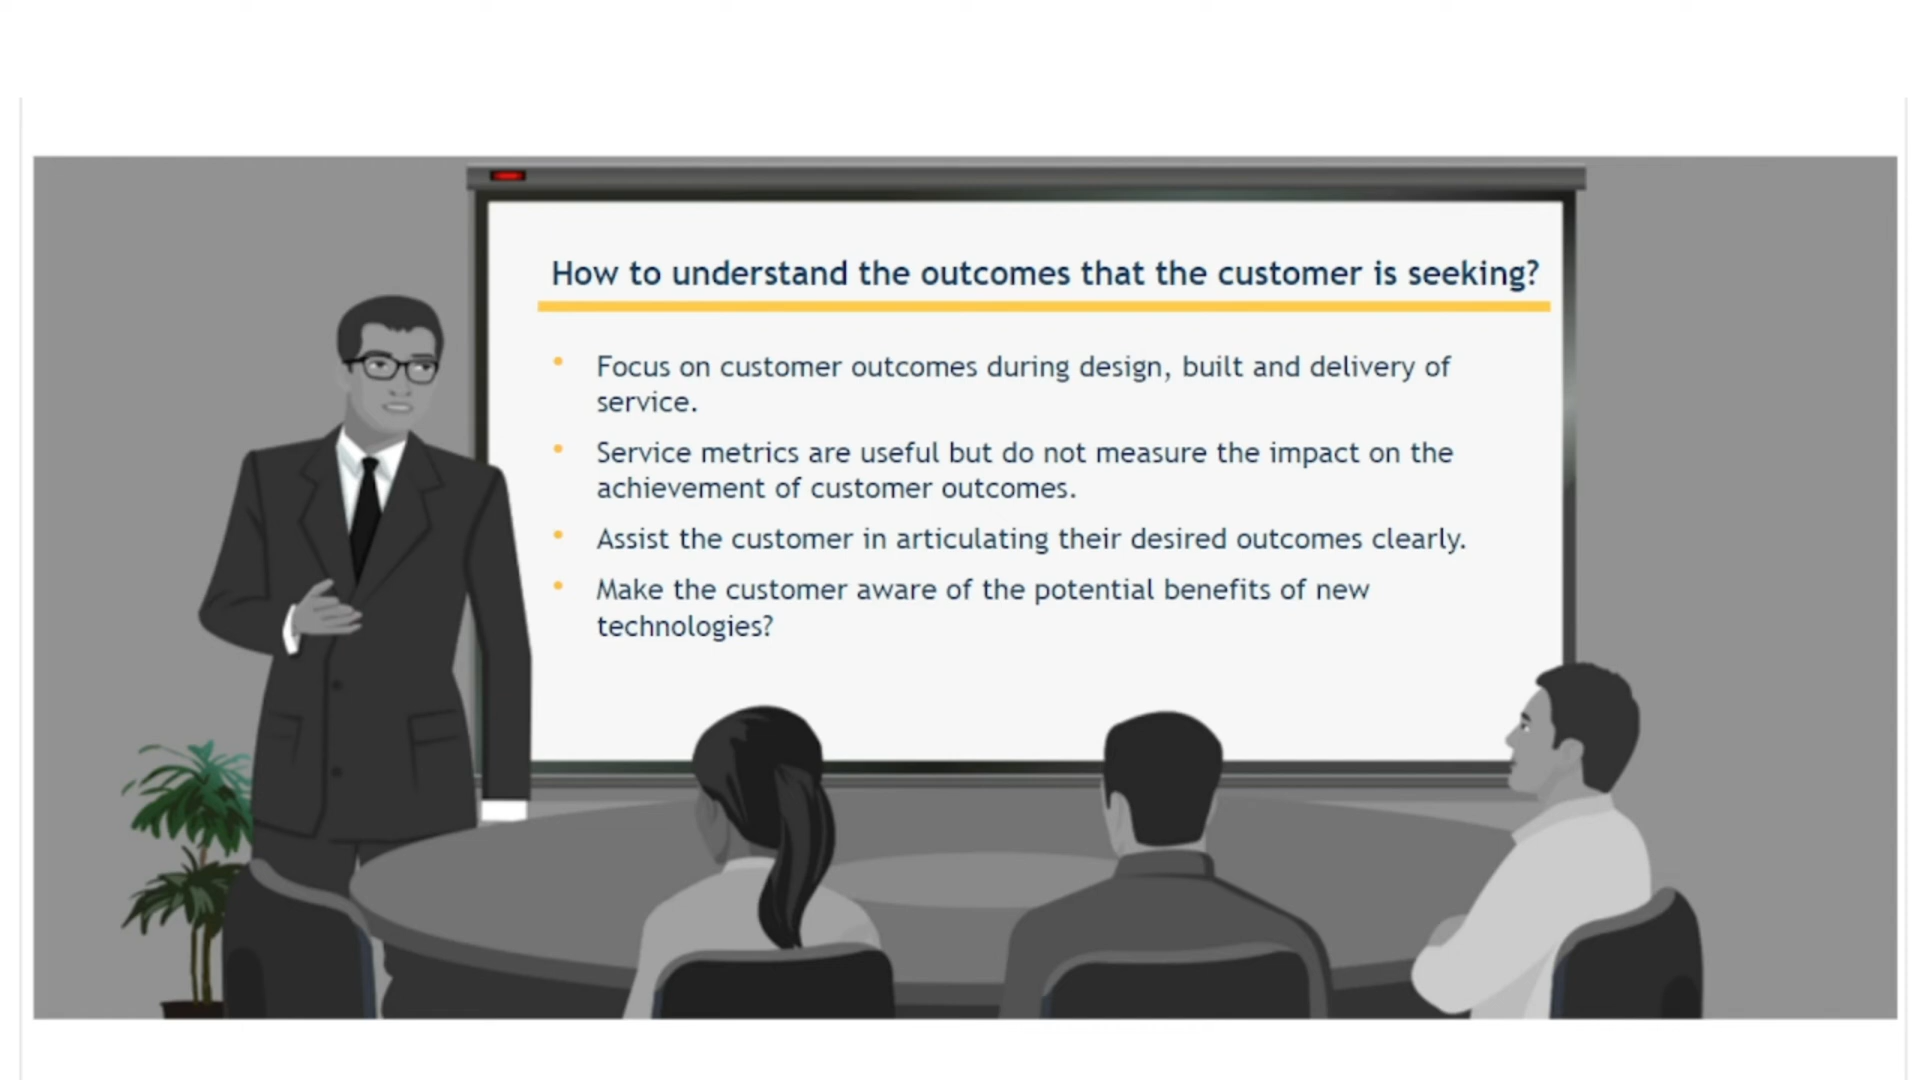 How to understand the outcomes that the customer is seeking?
• Focus on customer outcomes during design, built and delivery of
service.
• Service metrics are useful but do not measure the impact on the
achievement of customer outcomes.
• Assist the customer in articulating their desired outcomes clearly.
• Make the customer aware of the potential benefits of new
technologies?